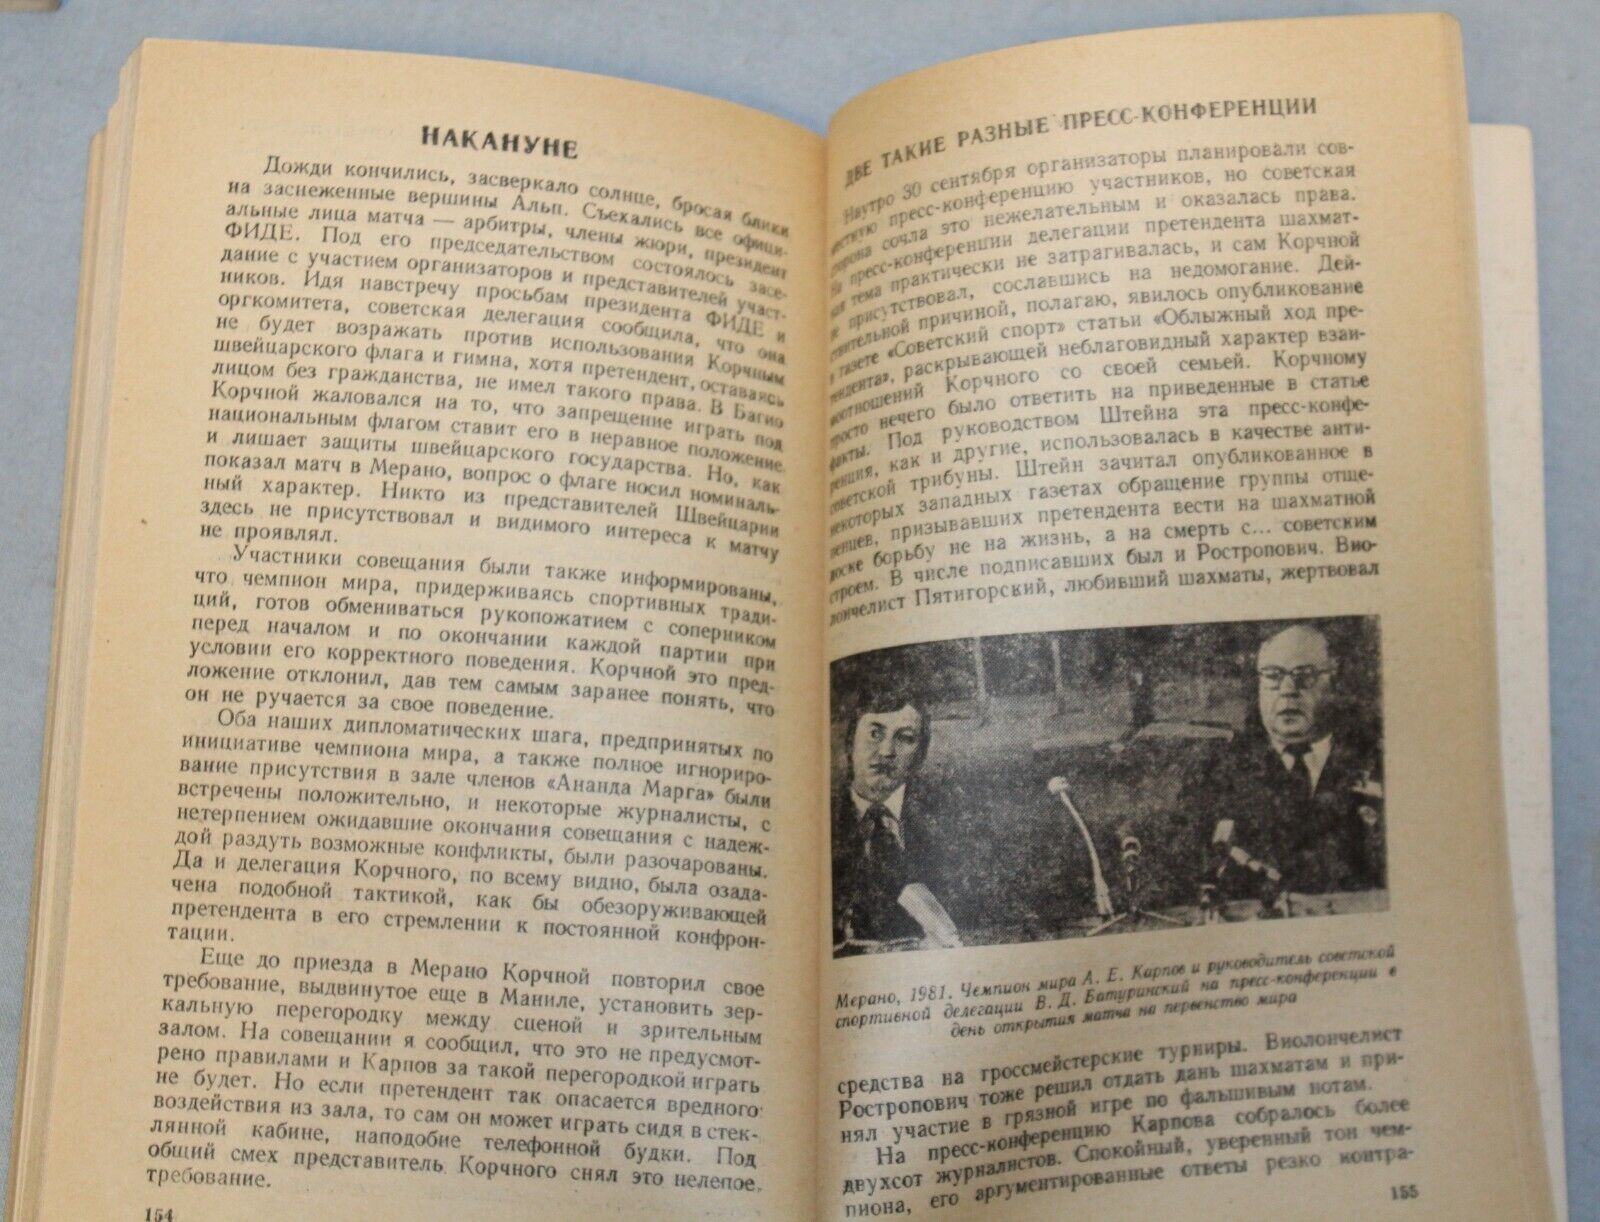 НАКАНУНЕ
Дожди кончились, засверкало солнце, бросая блики
на заснеженные вершины Альп. Съехались все офици-
альные лица матча — арбитры, члены жюри, президент
ФИДЕ. Под его председательством состоялось засе-
дание с участием организаторов и представителей участ-
ников. Идя навстречу просьбам президента ФИДЕ и
оргкомитета, советская делегация сообщила, что она
не будет возражать против использования Корчным
швейцарского флага и гимна, хотя претендент, оставаясь
лицом без гражданства, не имел такого права. В Багио
Корчной жаловался на то, что запрещение играть под
национальным флагом ставит его в неравное положение
и лишает защиты швейцарского государства. Но, как
показал матч в Мерано, вопрос о флаге носил номиналь-
ный характер. Никто из представителей Швейцарии
здесь не присутствовал и видимого интереса к матчу
не проявлял.
Участники совещания были также информированы,
что чемпион мира, придерживаясь спортивных тради-
ций, готов обмениваться рукопожатием с соперником
перед началом и по окончании каждой партии при
условии его корректного поведения. Корчной это пред-
ложение отклонил, дав тем самым заранее понять, что
он не ручается за свое поведение.
Оба наших дипломатических шага, предпринятых по
инициативе чемпиона мира, а также полное игнориро-
вание присутствия в зале членов «Ананда Марга» были
встречены положительно, и некоторые журналисты, с
нетерпением ожидавшие окончания совещания с надеж-
дой раздуть возможные конфликты, были разочарованы.
Да и делегация Корчного, по всему видно, была озада-
чена подобной тактикой, как бы обезоруживающей
претендента в его стремлении к постоянной конфрон-
тации.
Еще до приезда в Мерано Корчной повторил свое
требование, выдвинутое еще в Маниле, установить зер-
кальную перегородку между сценой и зрительным
залом. На совещании я сообщил, что это не предусмот-
рено правилами и Карпов за такой перегородкой играть
не будет. Но если претендент так опасается вредного
воздействия из зала, то сам он может играть сидя в стек-
лянной кабине, наподобие телефонной будки. Под
общий смех представитель Корчного снял это нелепое
требование.
154
ДВЕ ТАКИЕ РАЗНЫЕ ПРЕСС-КОНФЕРЕНЦИИ
Наутро 30 сентября организаторы планировали сов-
местную пресс-конференцию участников, но советская
сторона сочла это нежелательным и оказалась права.
На пресс-конференции делегации претендента шахмат-
ная тема практически не затрагивалась, и сам Корчной
не присутствовал, сославшись на недомогание. Дей-
ствительной причиной, полагаю, явилось опубликование
в газете «Советский спорт» статьи «Облыжный ход пре-
тендента», раскрывающей неблаговидный характер взаи-
моотношений Корчного со своей семьей. Корчному
просто нечего было ответить на приведенные в статье
факты. Под руководством Штейна эта пресс-конфе-
ренция, как и другие, использовалась в качестве анти-
советской трибуны. Штейн зачитал опубликованное в
некоторых западных газетах обращение группы отще-
пенцев, призывавших претендента вести на шахматной
доске борьбу не на жизнь, а на смерть с... советским
строем. В числе подписавших был и Ростропович. Вио-
лончелист Пятигорский, любивший шахматы, жертвовал
Мерано, 1981. Чемпион мира А. Е. Карпов и руководитель советской
спортивной делегации В. Д. Батуринский на пресс-конференции в
день открытия матча на первенство мира
средства на гроссмейстерские турниры. Виолончелист
Ростропович тоже решил отдать дань шахматам и при-
нял участие в грязной игре по фальшивым нотам.
На пресс-конференцию Карпова собралось более
двухсот журналистов. Спокойный, уверенный тон чем-
пиона, его аргументированные ответы резко контра-
155